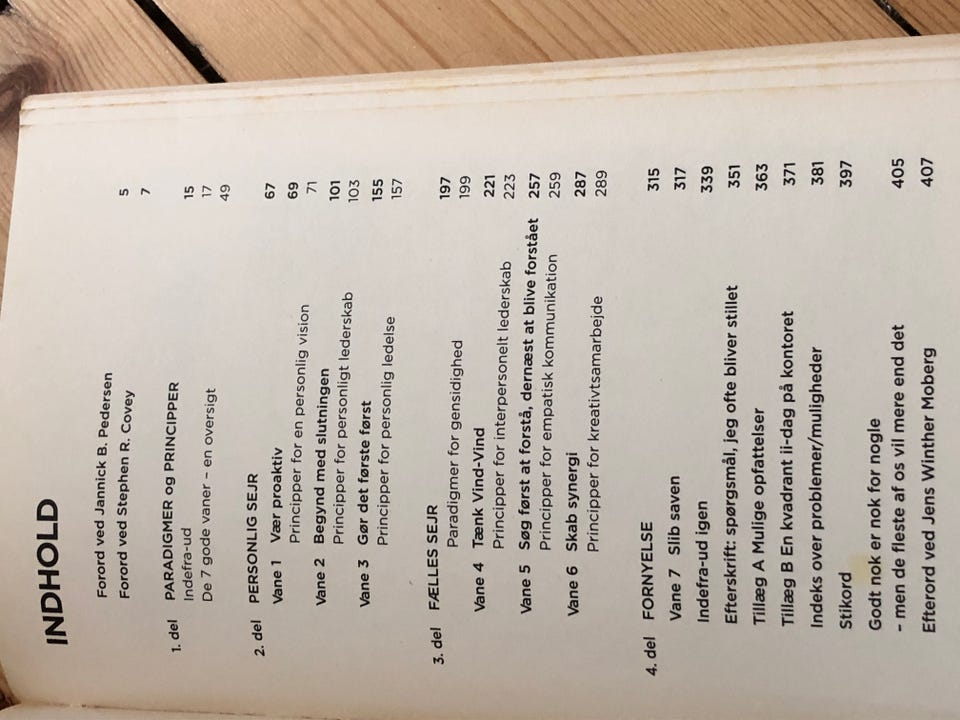 INDHOLD
Forord ved Jannick B. Pedersen 5
Forord ved Stephen R. Covey 7
1. del PARADIGMER og PRINCIPPER 15
Indefra-ud 17
De 7 gode vaner – en oversigt 49
2. del PERSONLIG SEJR 67
Vane 1 Vær proaktiv 69
Principper for en personlig vision 71
Vane 2 Begynd med slutningen 101
Principper for personligt lederskab 103
Vane 3 Gør det første først 155
Principper for personlig ledelse 157
3. del FÆLLES SEJR 197
Paradigmer for gensidighed 199
Vane 4 Tænk Vind-Vind 221
Principper for interpersonelt lederskab 223
Vane 5 Søg først at forstå, dernæst at blive forstået 257
Principper for empatisk kommunikation 259
Vane 6 Skab synergi 287
Principper for kreativtsamarbejde 289
4. del FORNYELSE 315
Vane 7 Slib saven 317
Indefra-ud igen 339
Efterskrift: spørgsmål, jeg ofte bliver stillet 351
Tillæg A Mulige opfattelser 363
Tillæg B En kvadrant ii-dag på kontoret 371
Indeks over problemer/muligheder 381
Stikord 397
Godt nok er nok for nogle
- men de fleste af os vil mere end det 405
Efterord ved Jens Winther Moberg 407